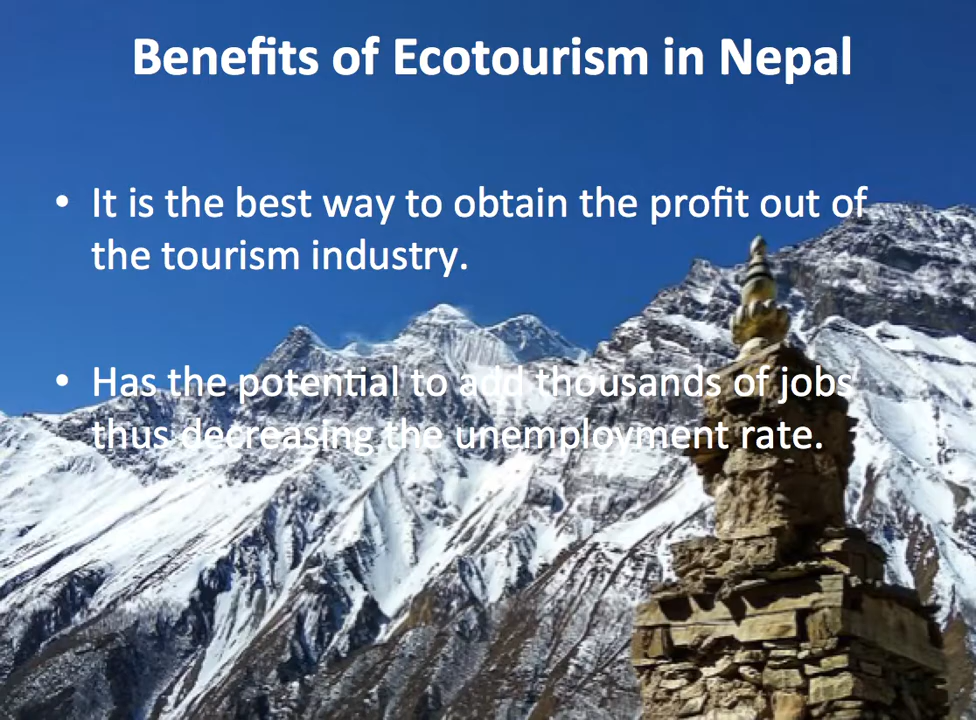 Benefits of Ecotourism in Nepal
• It is the best way to obtain the profit out of
the tourism industry.
• Has the potential to add thousands of jobs
thus decreasing the unemployment rate.